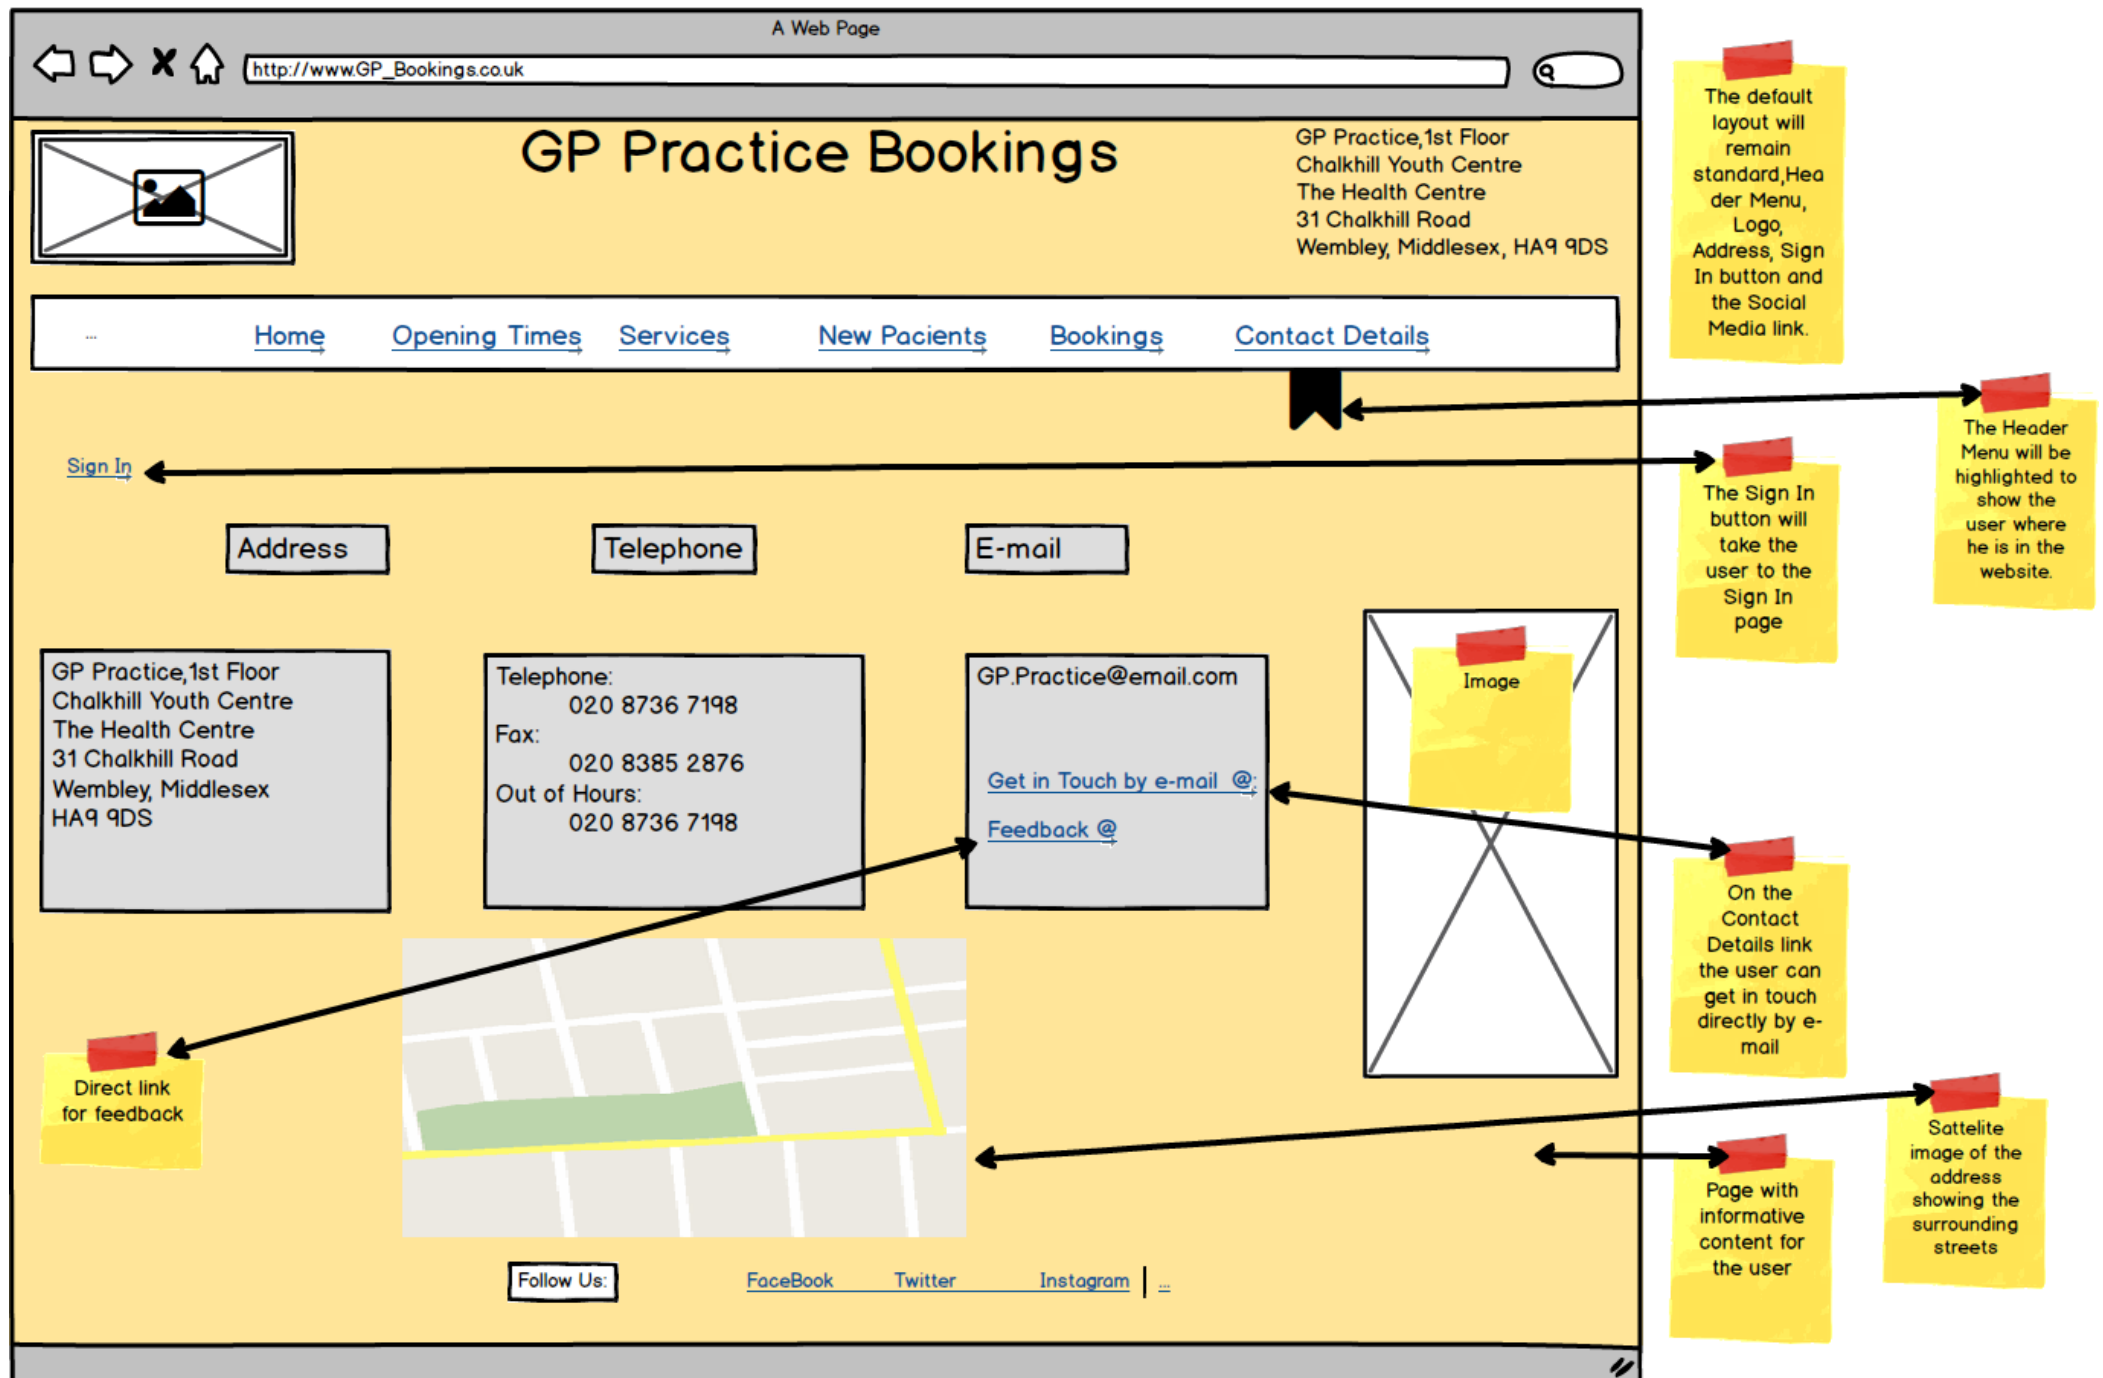 A Web Page
http://www.GP_Bookings.co.uk
GP Practice Bookings
GP Practice,1st Floor
Chalkhill Youth Centre
The Health Centre
31 Chalkhill Road
Wembley, Middlesex, HA9 9DS
... Home Opening Times Services New Pacients Bookings Contact Details
Sign In
Address Telephone E-mail
GP Practice,1st Floor
Chalkhill Youth Centre
The Health Centre
31 Chalkhill Road
Wembley, Middlesex
HA9 9DS
Telephone:
020 8736 7198
Fax:
020 8385 2876
Out of Hours:
020 8736 7198
GP.Practice@email.com
Get in Touch by e-mail @:
Feedback @
Image
Direct link
for feedback
Follow Us: FaceBook Twitter Instagram | ...
The default
layout will
remain
standard,Hea
der Menu,
Logo,
Address, Sign
In button and
the Social
Media link.
The Header
Menu will be
highlighted to
show the
user where
he is in the
website.
The Sign In
button will
take the
user to the
Sign In
page
On the
Contact
Details link
the user can
get in touch
directly by e-
mail
Sattelite
image of the
address
showing the
surrounding
streets
Page with
informative
content for
the user